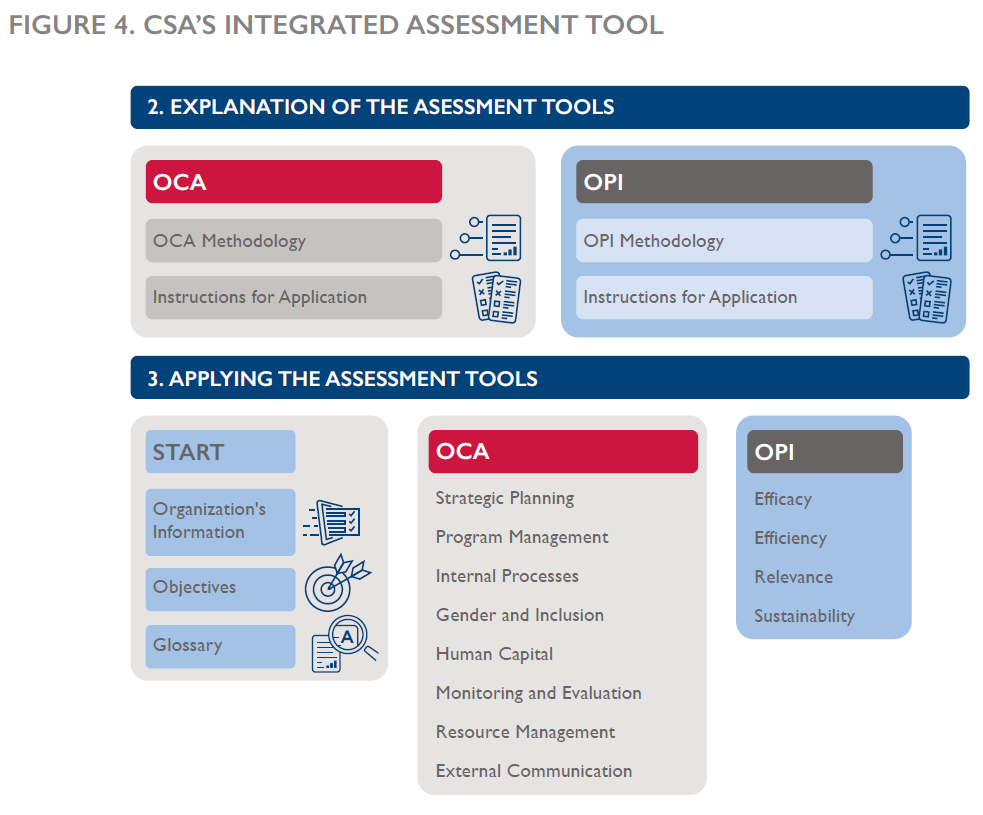 FIGURE 4. CSA'S INTEGRATED ASSESSMENT TOOL
2. EXPLANATION OF THE ASESSMENT TOOLS
OCA
OCA Methodology
Instructions for Application
OPI
OPI Methodology
Instructions for Application
3. APPLYING THE ASSESSMENT TOOLS
START
Organization's
Information
Objectives
Glossary
A
OCA
Strategic Planning
Program Management
Internal Processes
Gender and Inclusion
Human Capital
Monitoring and Evaluation
Resource Management
External Communication
OPI
Efficacy
Efficiency
Relevance
Sustainability